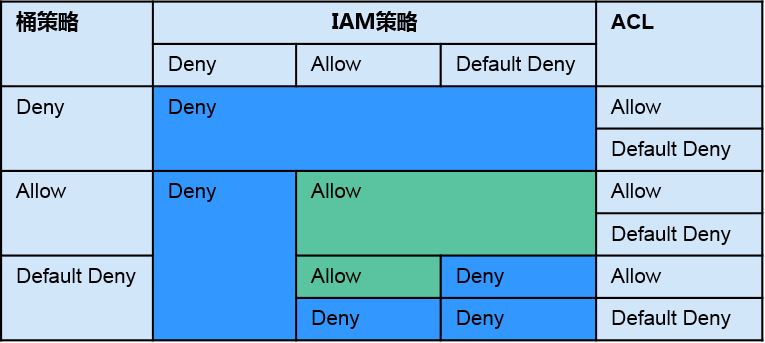 桶策略 IAM策略 ACL
Deny Allow Default Deny
Deny Deny Allow
Default Deny
Allow Deny Allow Allow
Default Deny
Default Deny Allow Deny Allow
Deny Deny Default Deny